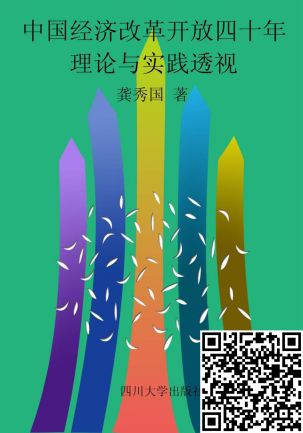 中国经济改革开放四十年
理论与实践透视
龚秀国 著
四川大学出版社